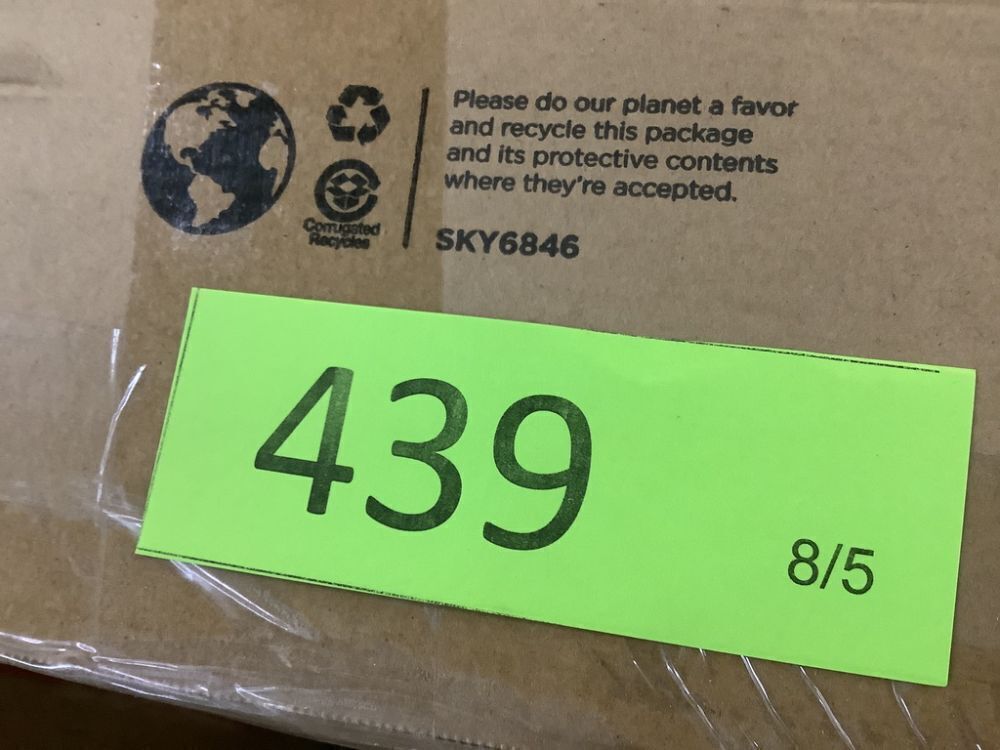 Please do our planet a favor
and recycle this package
and its protective contents
where they're accepted.
Corrugated
Recycles
SKY6846
439
8/5